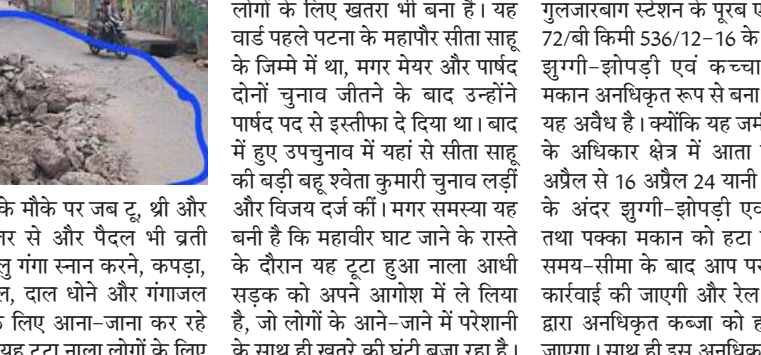 के मौके पर जब टू, थ्री और
से और पैदल भी व्रती
गंगा स्नान करने, कपड़ा,
दाल धोने और गंगाजल
लिए आना-जाना कर रहे
यह टूटा नाला लोगों के लिए
लोगों के लिए खतरा भी बना है। यह
वार्ड पहले पटना के महापौर सीता साहू
के जिम्मे में था, मगर मेयर और पार्षद
दोनों चुनाव जीतने के बाद उन्होंने
पार्षद पद से इस्तीफा दे दिया था। बाद
में हुए उपचुनाव में यहां से सीता साहू
की बड़ी बहू श्वेता कुमारी चुनाव लड़ीं
और विजय दर्ज कीं। मगर समस्या यह
बनी है कि महावीर घाट जाने के रास्ते
के दौरान यह टूटा हुआ नाला आधी
सड़क को अपने आगोश में ले लिया
है, जो लोगों के आने-जाने में परेशानी
के साथ ही खतरे की घंटी बजा रहा है।
गुलजारबाग स्टेशन के पूरब
72/बी किमी 536/12-16 के
झुग्गी-झोपड़ी एवं कच्चा
मकान अनधिकृत रूप से बना
यह अवैध है। क्योंकि यह
के अधिकार क्षेत्र में आता
अप्रैल से 16 अप्रैल 24 यानी
के अंदर झुग्गी-झोपड़ी
तथा पक्का मकान को हटा
समय-सीमा के बाद आप
कार्रवाई की जाएगी और रेल
द्वारा अनधिकृत कब्जा को
जाएगा। साथ ही इस